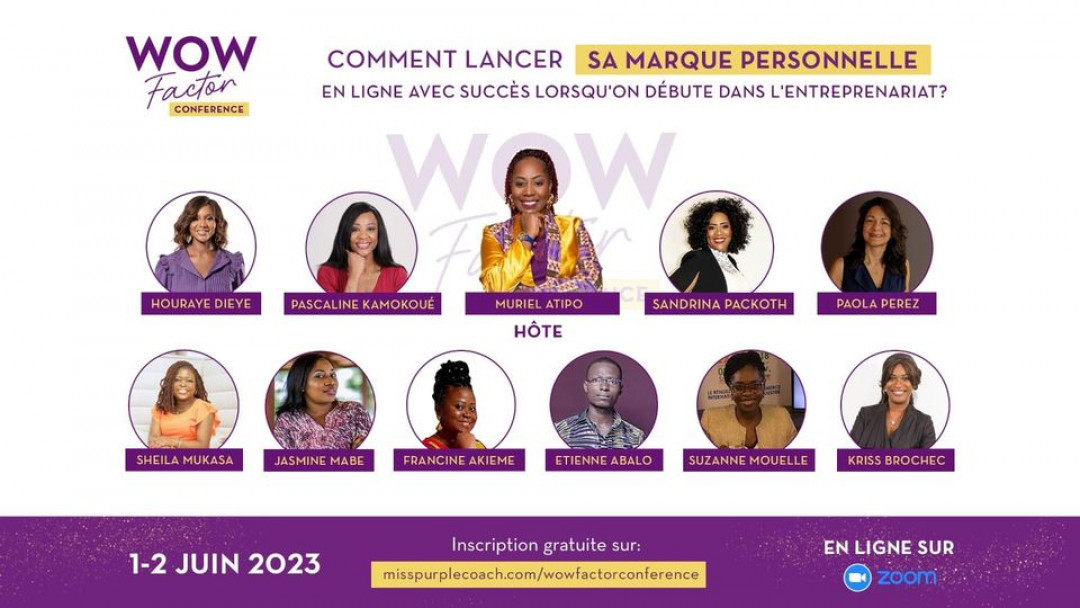 WOW
Factor
CONFERENCE
COMMENT LANCER SA MARQUE PERSONNELLE
EN LIGNE AVEC SUCCÈS LORSQU'ON DÉBUTE DANS L'ENTREPRENARIAT?
WOW
Factor
NCE
HOURAYE DIEYE
PASCALINE KAMOKOUÉ
MURIEL ATIPO
SANDRINA PACKOTH
PAOLA PEREZ
HÔTE
SHEILA MUKASA
JASMINE MABE
FRANCINE AKIEME
ETIENNE ABALO
SUZANNE MOUELLE
KRISS BROCHEC
1-2 JUIN 2023
Inscription gratuite sur:
misspurplecoach.com/wowfactorconference
EN LIGNE SUR
zoom